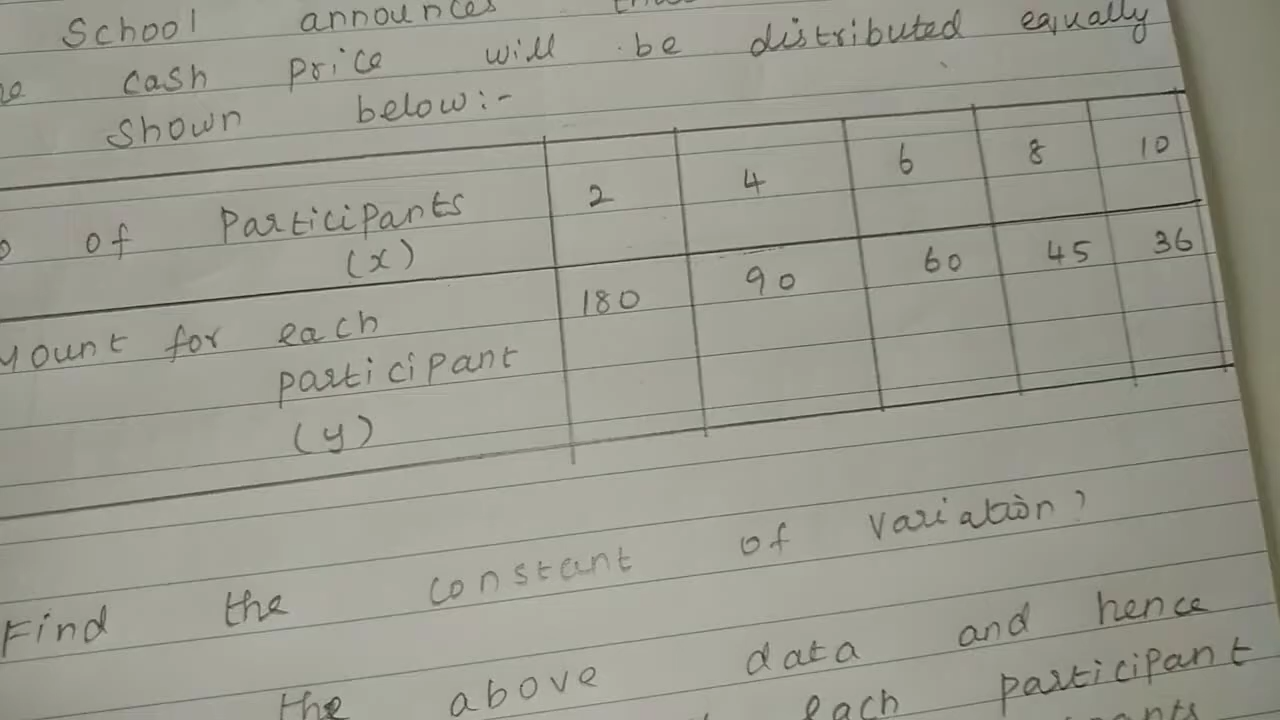 School announces
cash price will be distributed equally
shown below:-
of Participants (x) 2 4 6 8 10
for each participant (y) 180 90 60 45 36
Find the constant of variation?
the above data and hence
each participant